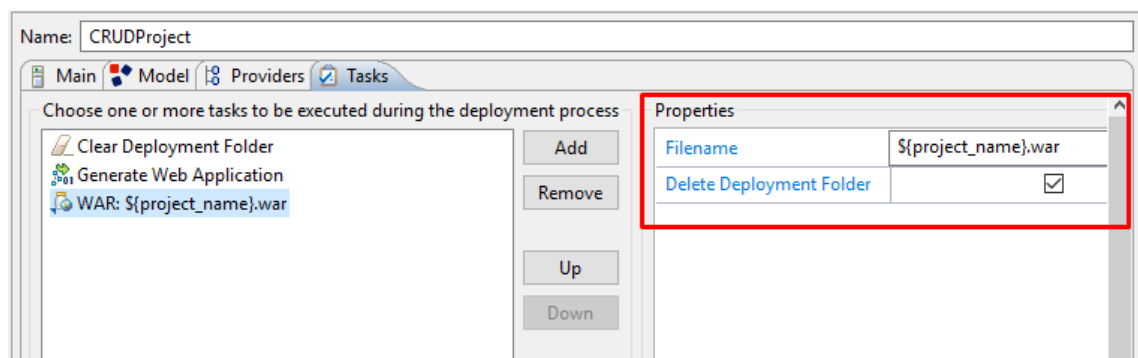 Name: CRUDProject
Main Model Providers Tasks
Choose one or more tasks to be executed during the deployment process
Clear Deployment Folder
Generate Web Application
WAR: ${project_name}.war
Add
Remove
Up
Down
Properties
Filename ${project_name}.war
Delete Deployment Folder